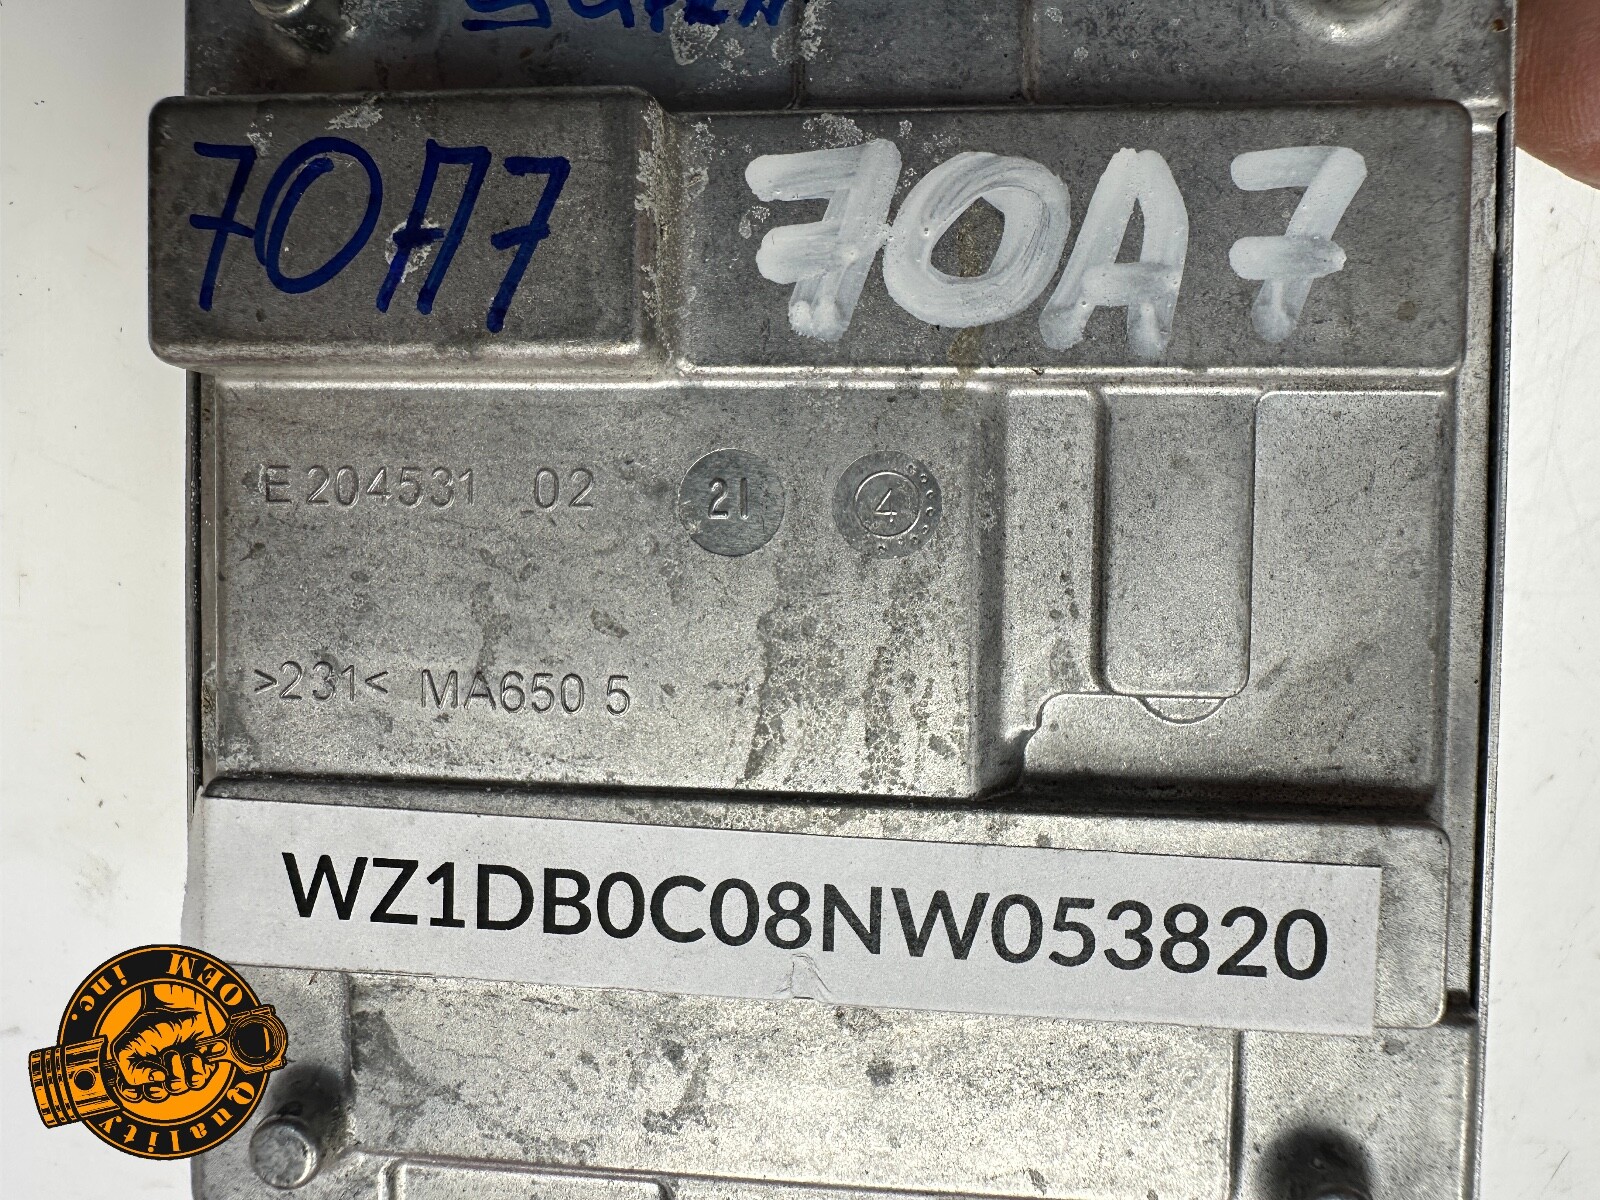 70A7
70A7
E204531 02 21 4
>231< MA650 5
WZ1DB0C08NW053820
OEM inc.
Quality